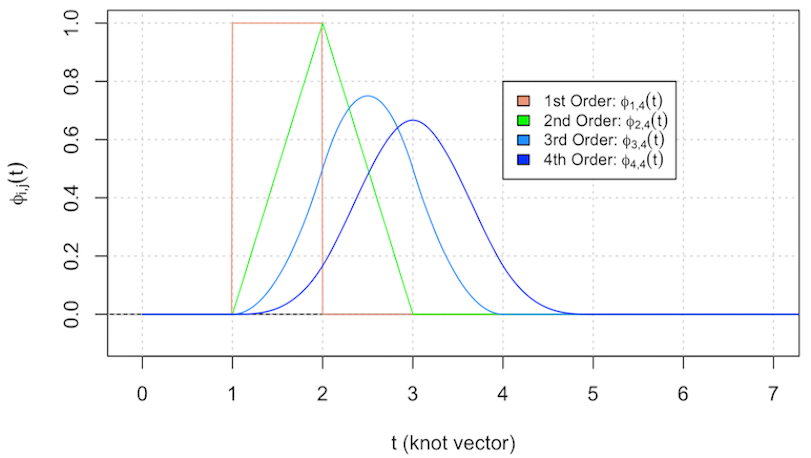 1.0
0.8
0.6
0.4
0.2
0.0
ϕi,j(t)
1st Order: ϕ1,4(t)
2nd Order: ϕ2,4(t)
3rd Order: ϕ3,4(t)
4th Order: ϕ4,4(t)
0 1 2 3 4 5 6 7
t (knot vector)